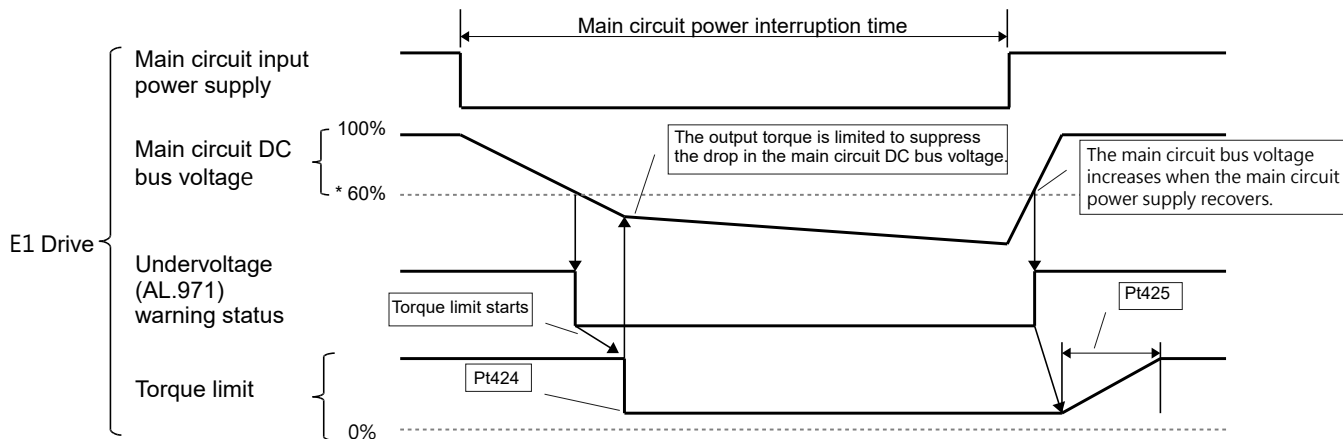 Main circuit power interruption time
Main circuit input
power supply
100%
The output torque is limited to suppress
the drop in the main circuit DC bus voltage.
Main circuit DC
bus voltage
The main circuit bus voltage
increases when the main circuit
power supply recovers.
* 60%
E1 Drive
Undervoltage
(AL.971)
warning status
Pt425
Torque limit starts
Pt424
Torque limit
0%